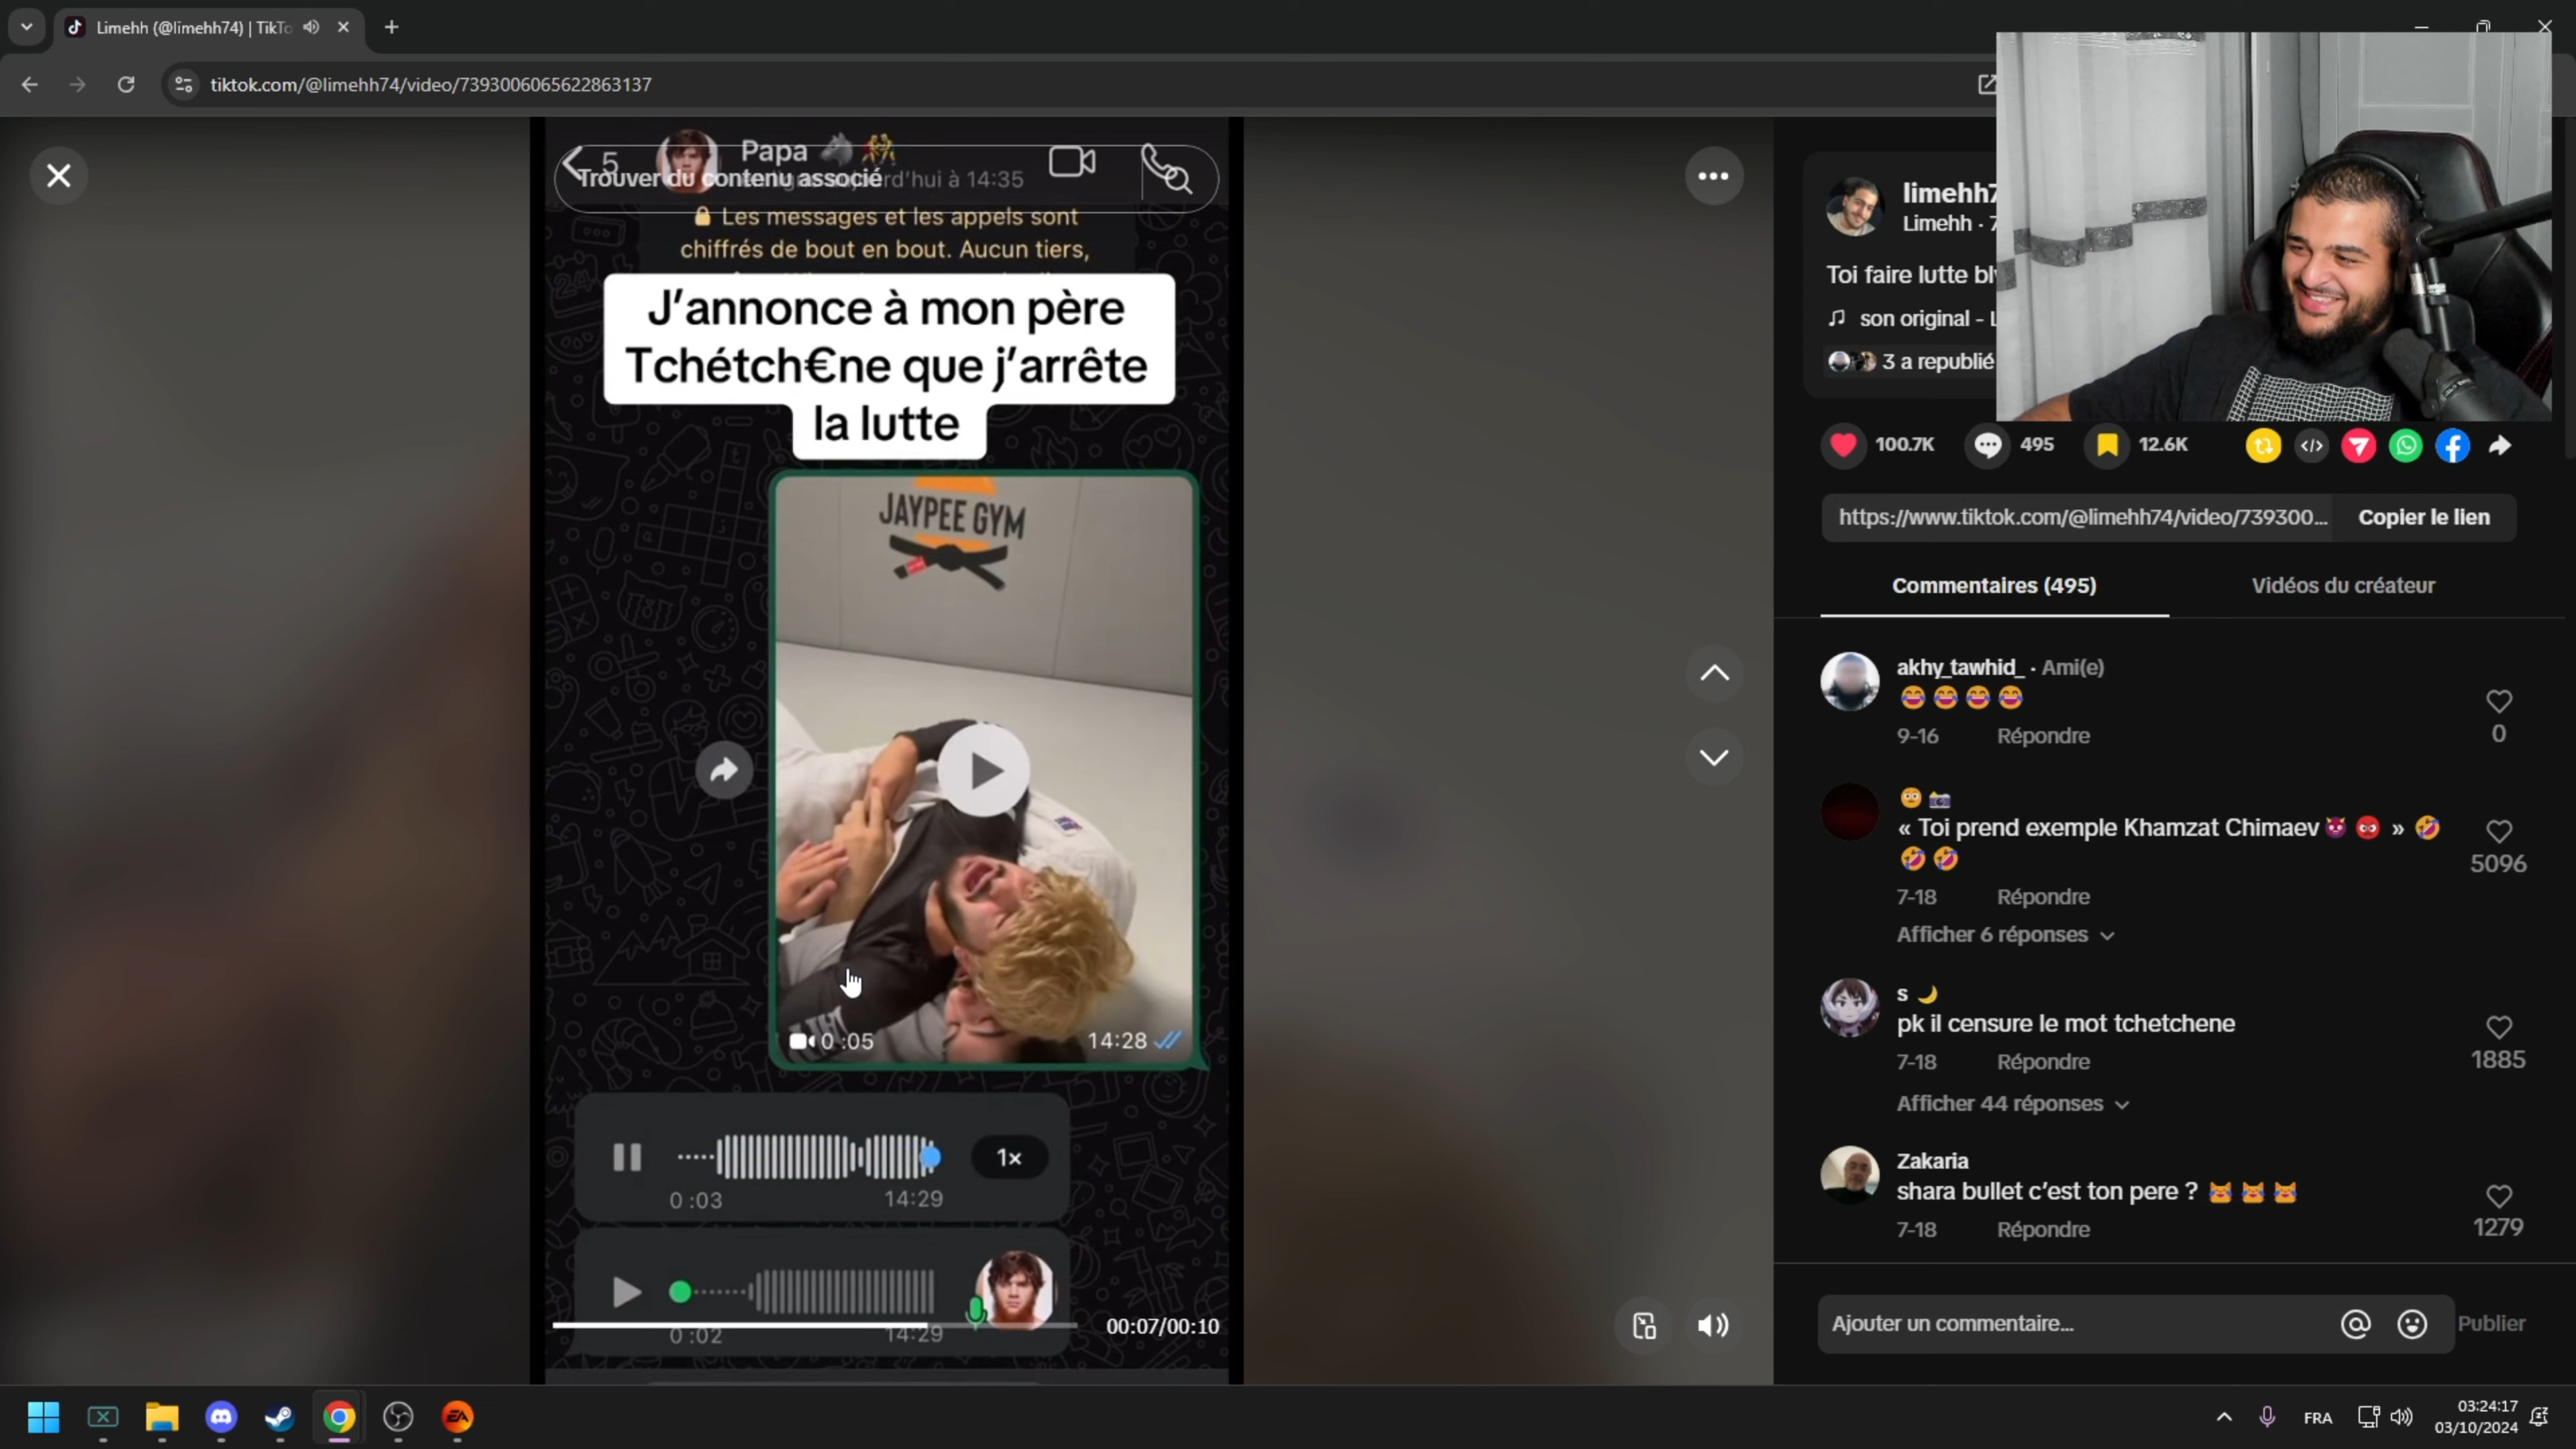 Limehh (@limehh74) | TikTo
tiktok.com/@limehh74/video/7393006065622863137
5
Papa
Trouver du contenu associé
rd'hui à 14:35
Les messages et les appels sont
chiffrés de bout en bout. Aucun tiers,
J'annonce à mon père
Tchétch€ne que j'arrête
la lutte
JAYPEE GYM
0 :05
14:28
1×
0 :03
14:29
0 :02
14:29
00:07/00:10
limehh7
Limehh · 7
Toi faire lutte bl
son original - L
3 a republié
100.7K
495
12.6K
https://www.tiktok.com/@limehh74/video/739300...
Copier le lien
Commentaires (495)
Vidéos du créateur
akhy_tawhid_ · Ami(e)
😂😂😂😂
9-16
Répondre
0
😳📸
« Toi prend exemple Khamzat Chimaev👿👹 » 🤣
🤣🤣
7-18
Répondre
5096
Afficher 6 réponses
s 🌙
pk il censure le mot tchetchene
7-18
Répondre
1885
Afficher 44 réponses
Zakaria
shara bullet c'est ton pere ? 😹😹😹
7-18
Répondre
1279
Ajouter un commentaire...
Publier
EA
FRA
03:24:17
03/10/2024